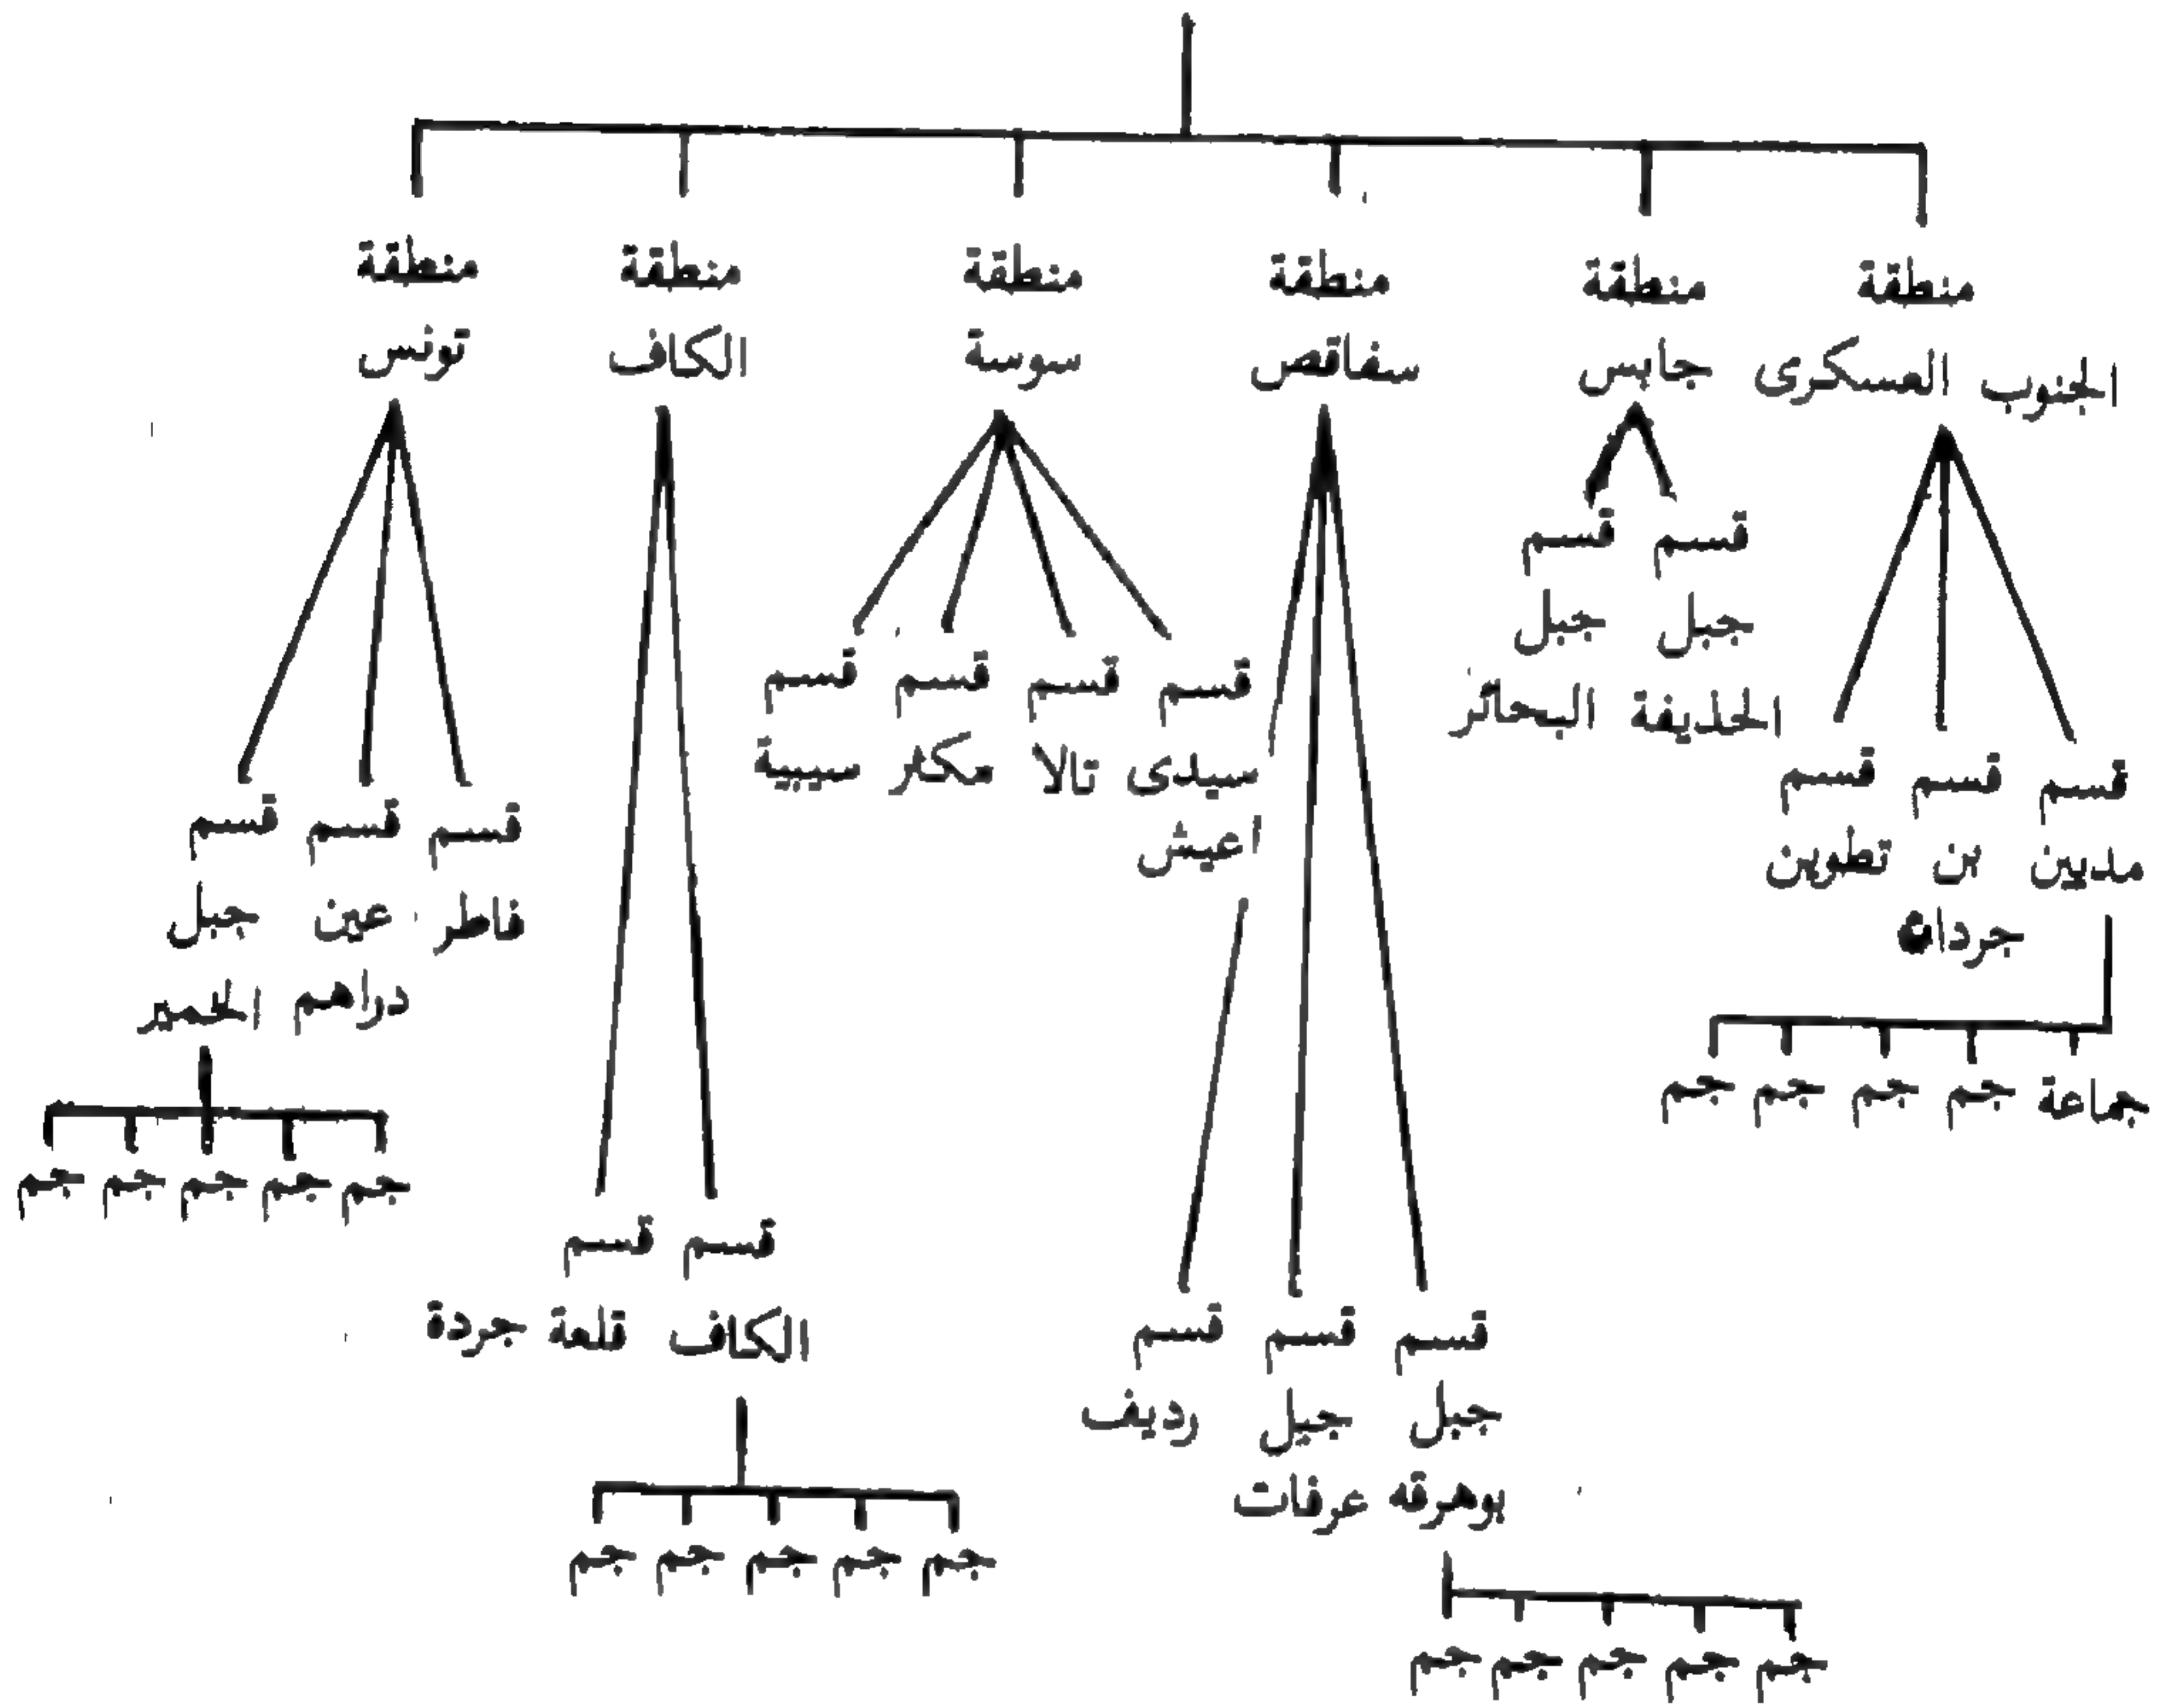 منطقة منطقة منطقة منطقة منطقة منطقة
الجنوب العسكرى جابس سفاقص سوسة الكاف تونس
قسم قسم
جبل جبل
الحذيفة البحائر
قسم قسم قسم قسم
سيدى تالا مكثر سبيبة
اعيش
قسم قسم قسم
مديين بن تطوين
جردان
جماعة جم جم جم جم
قسم قسم قسم
فاطر عين جبل
دراهم الحمير
جم جم جم جم جم
قسم قسم
الكاف قلعة جردة
جم جم جم جم جم
قسم قسم قسم
جبل جبل رديف
بوهرقه عرفات
جم جم جم جم جم